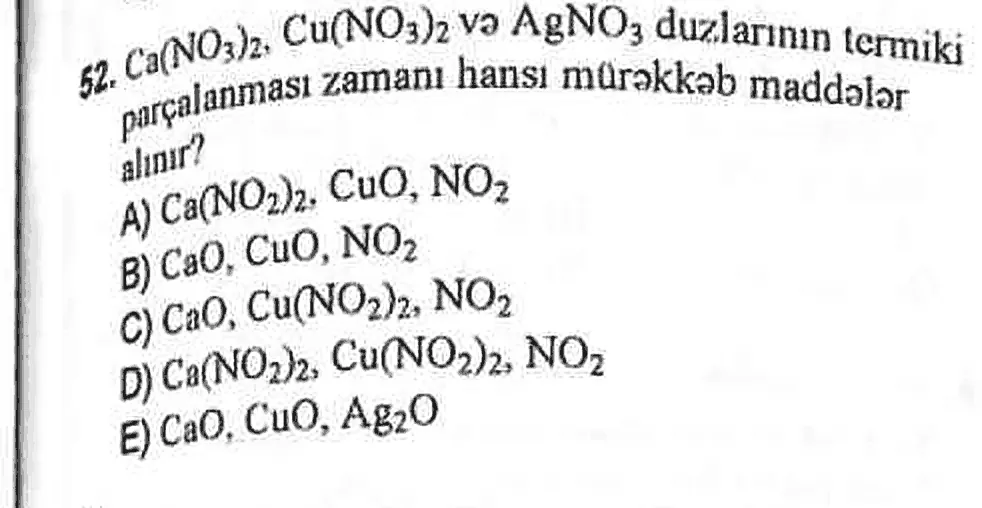 52. Ca(NO₃)₂, Cu(NO₃)₂ və AgNO₃ duzlarının termiki
parçalanması zamanı hansı mürəkkəb maddələr
alınır?
A) Ca(NO₂)₂, CuO, NO₂
B) CaO, CuO, NO₂
C) CaO, Cu(NO₂)₂, NO₂
D) Ca(NO₂)₂, Cu(NO₂)₂, NO₂
E) CaO, CuO, Ag₂O